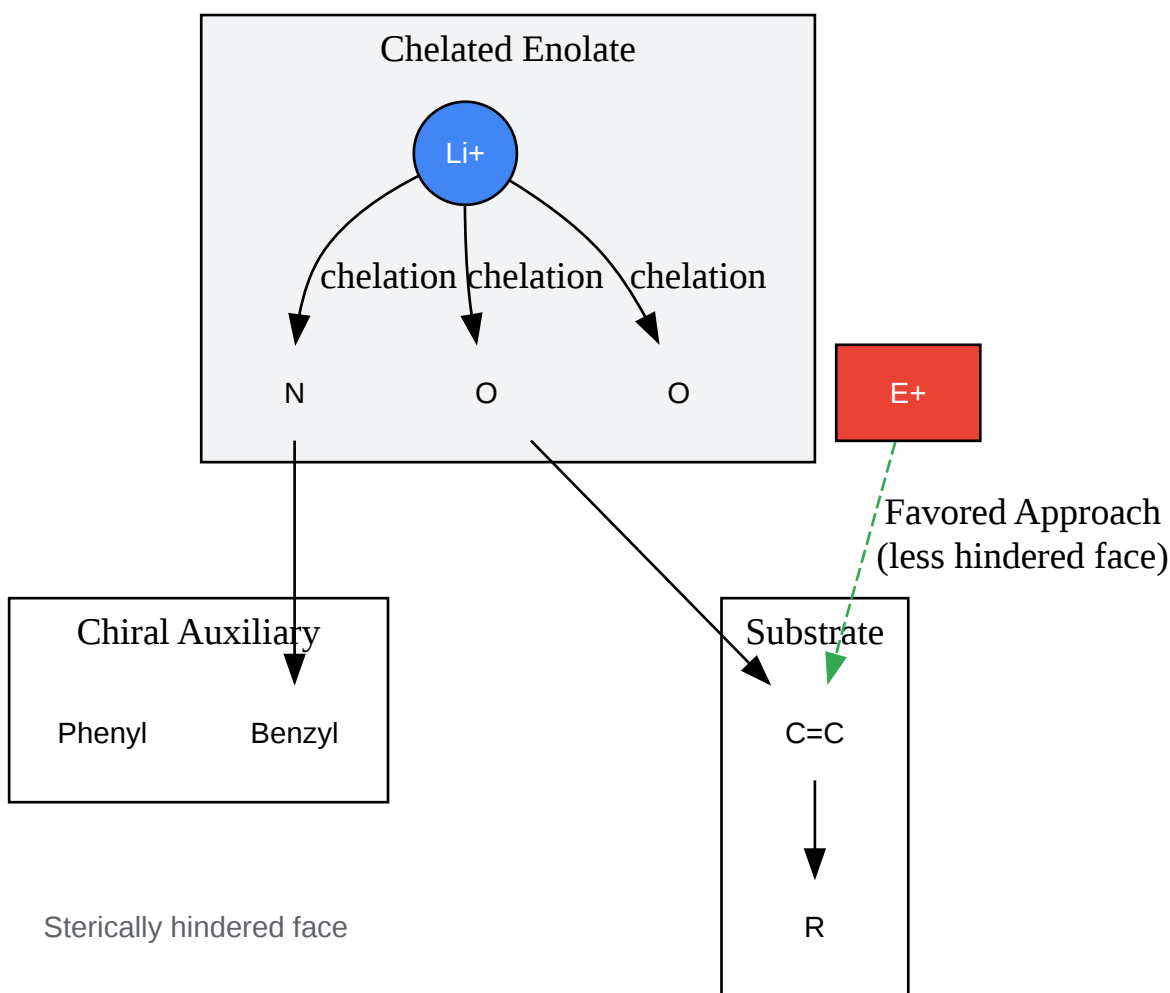 Chelated Enolate
Li+
chelation chelation chelation
N O O
E+
Favored Approach
(less hindered face)
Chiral Auxiliary
Substrate
Phenyl Benzyl
C=C
Sterically hindered face
R